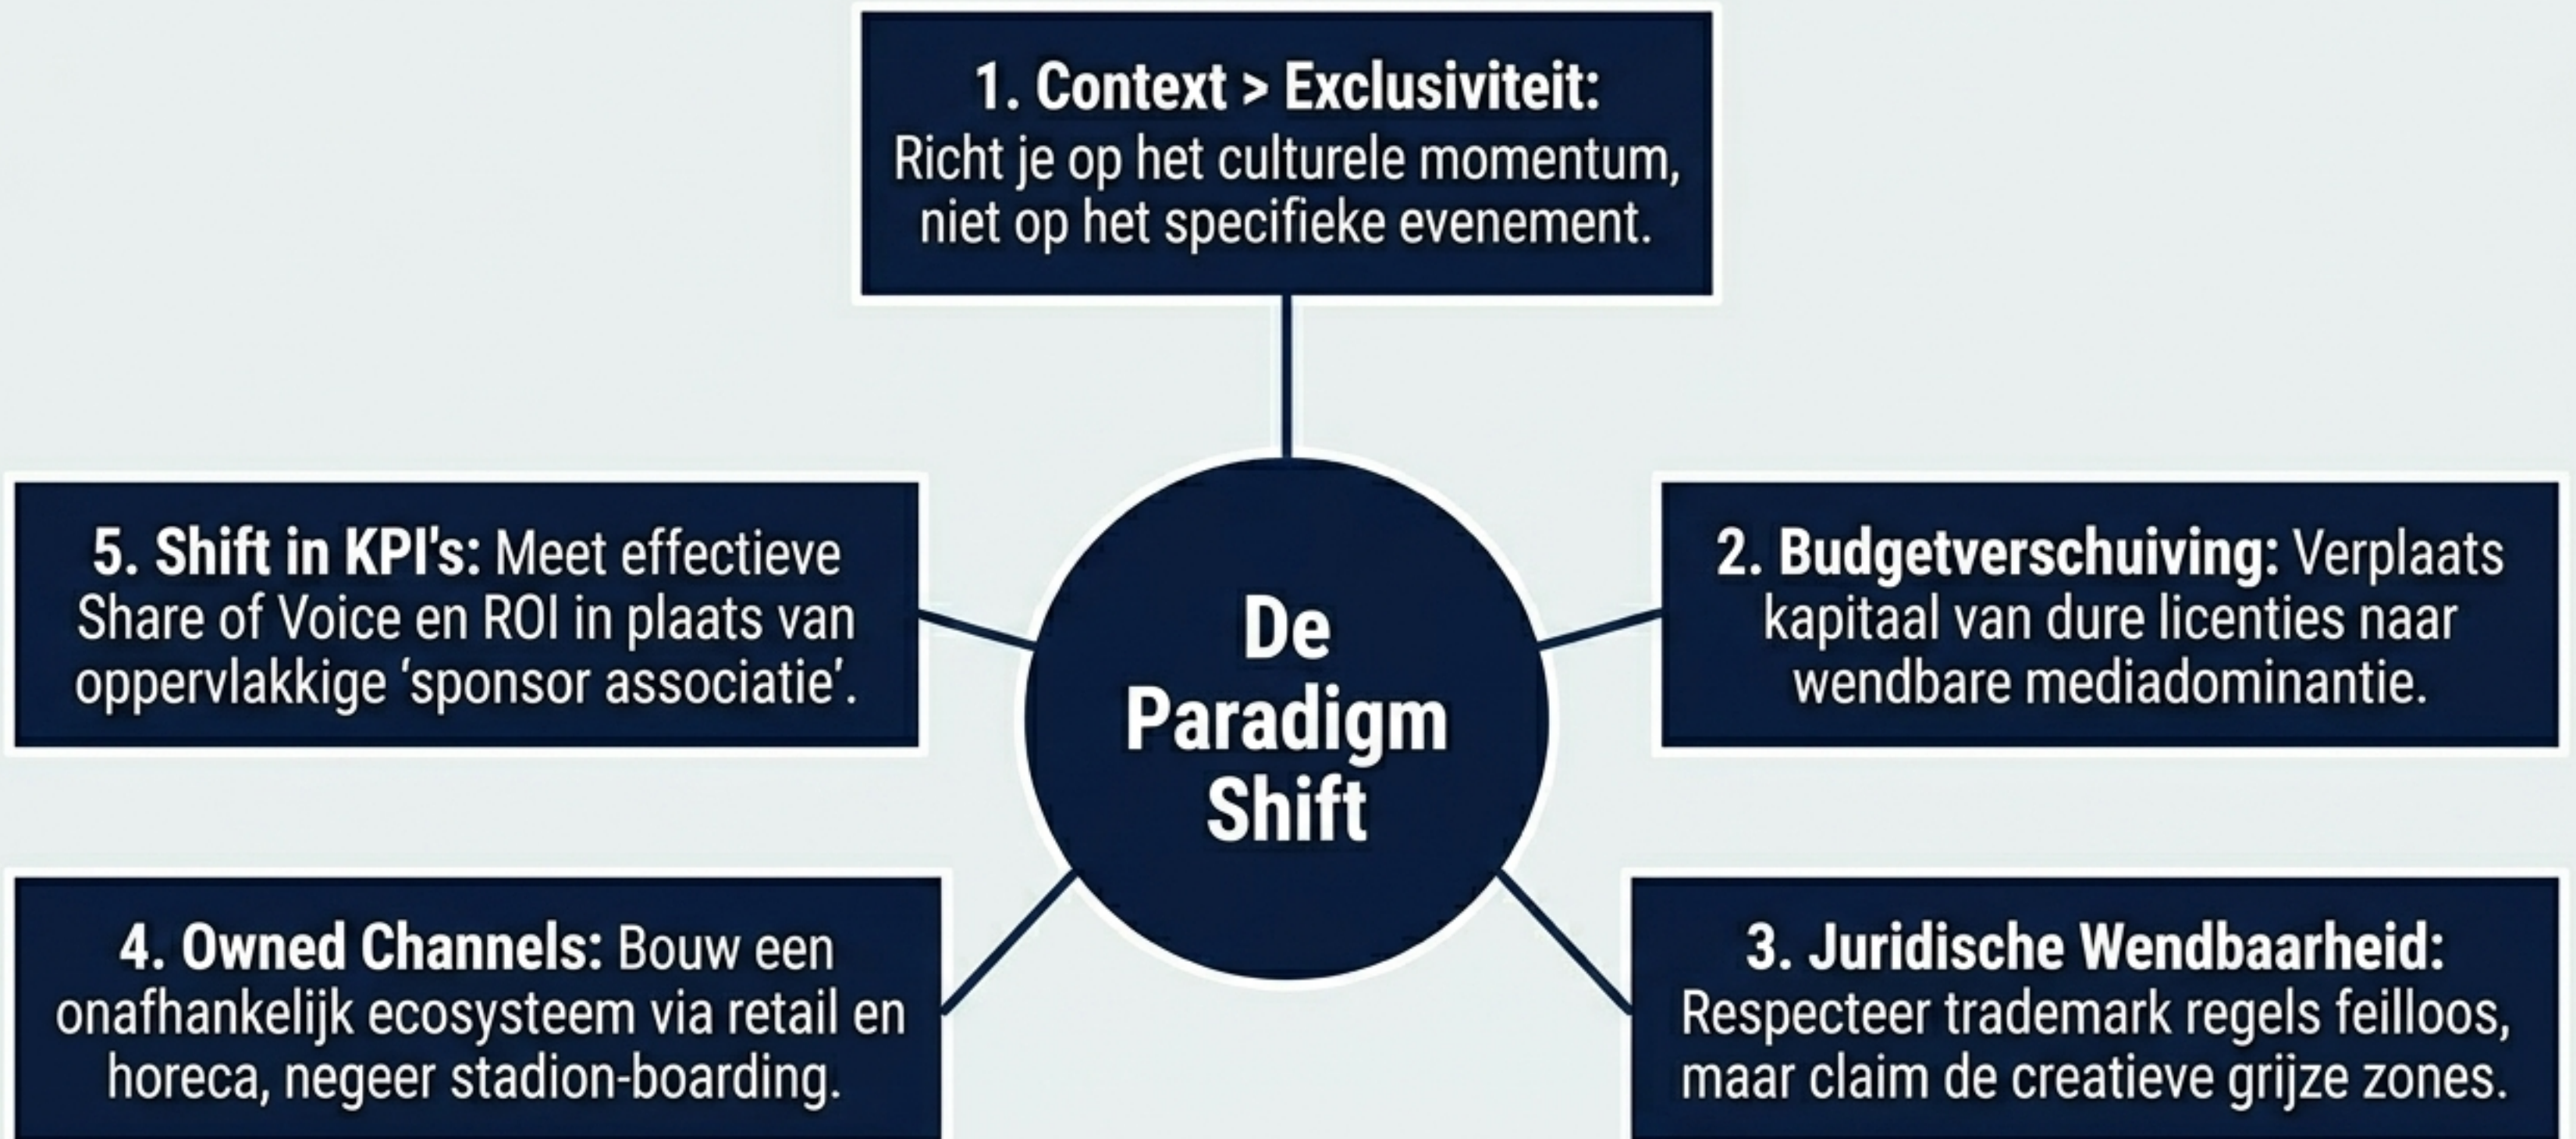 1. Context > Exclusiviteit:
Richt je op het culturele momentum,
niet op het specifieke evenement.
De
Paradigm
Shift
2. Budgetverschuiving: Verplaats
kapitaal van dure licenties naar
wendbare mediadominantie.
3. Juridische Wendbaarheid:
Respecteer trademark regels feilloos,
maar claim de creatieve grijze zones.
4. Owned Channels: Bouw een
onafhankelijk ecosysteem via retail en
horeca, negeer stadion-boarding.
5. Shift in KPI's: Meet effectieve
Share of Voice en ROI in plaats van
oppervlakkige ‘sponsor associatie’.